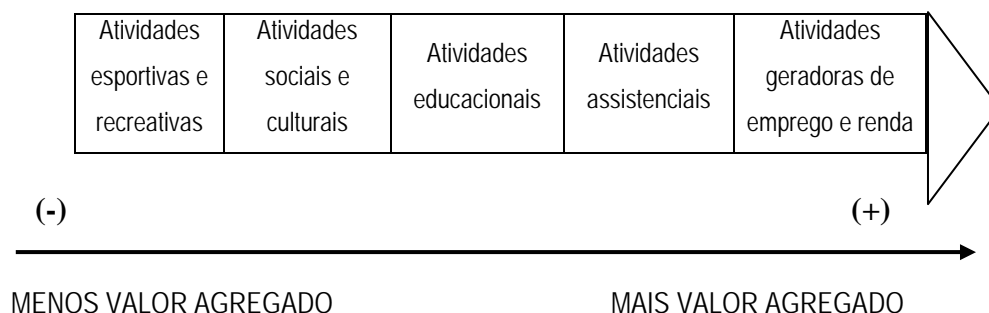 Atividades
esportivas e
recreativas
Atividades
sociais e
culturais
Atividades
educacionais
Atividades
assistenciais
Atividades
geradoras de
emprego e renda
(-)
(+)
MENOS VALOR AGREGADO
MAIS VALOR AGREGADO